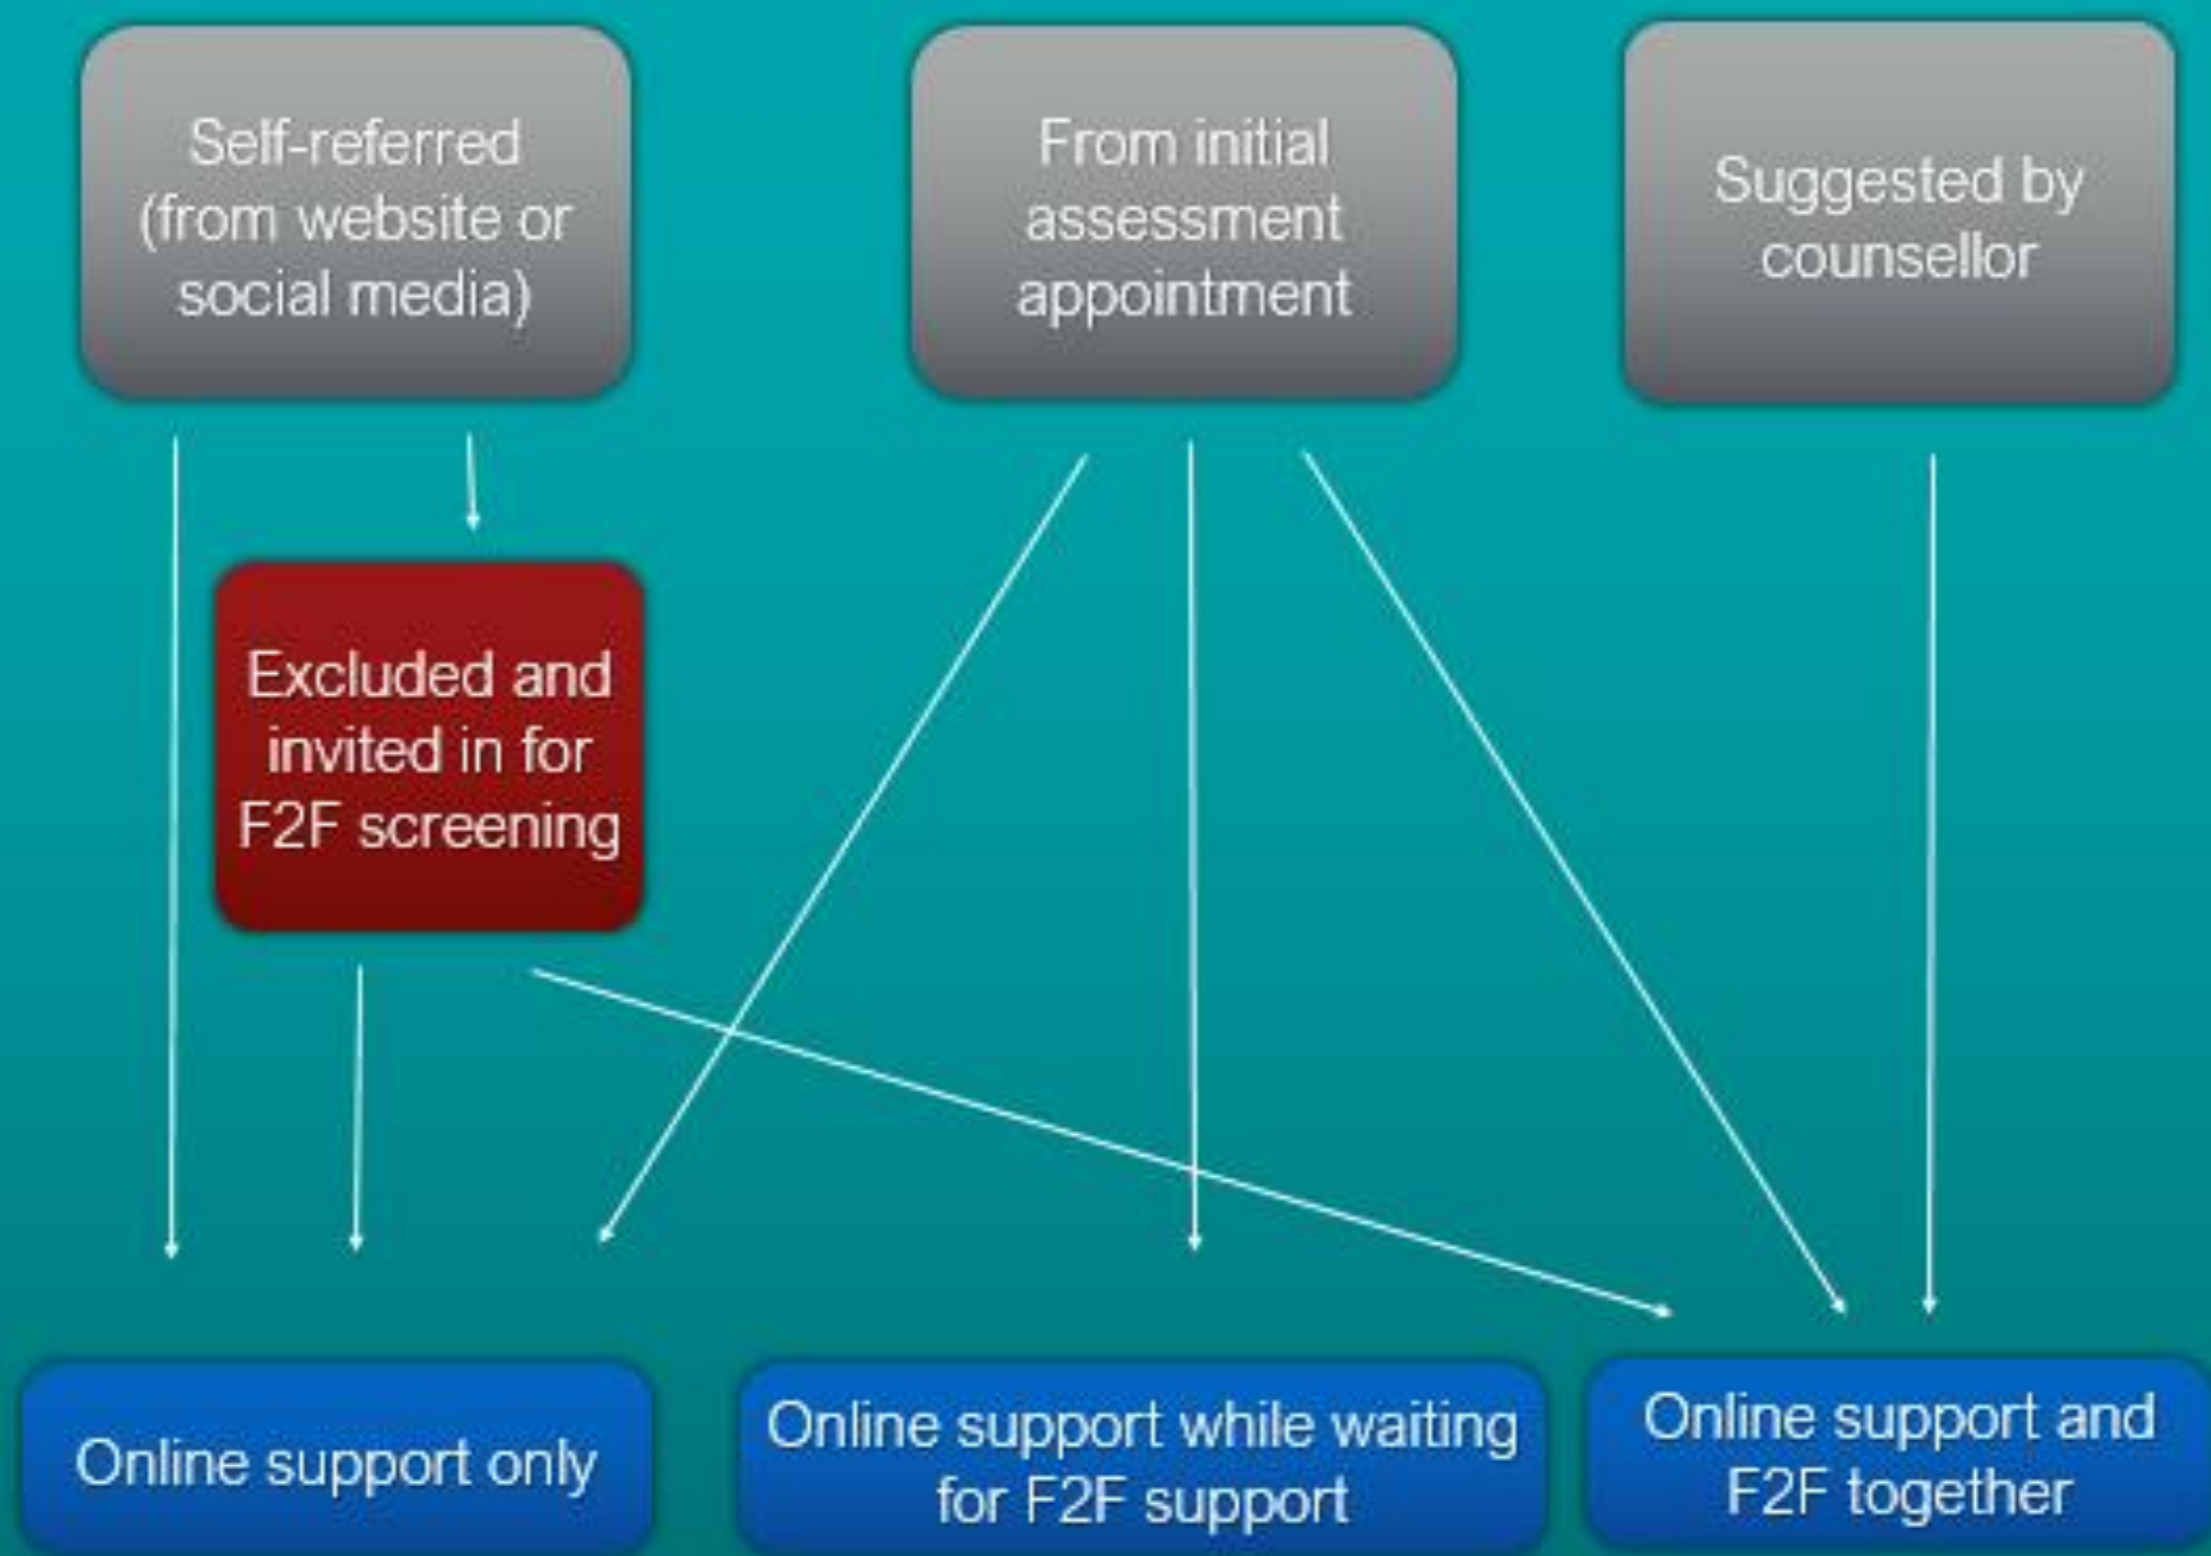 Self-referred
(from website or
social media)
From initial
assessment
appointment
Suggested by
counsellor
Excluded and
invited in for
F2F screening
Online support only
Online support while waiting
for F2F support
Online support and
F2F together